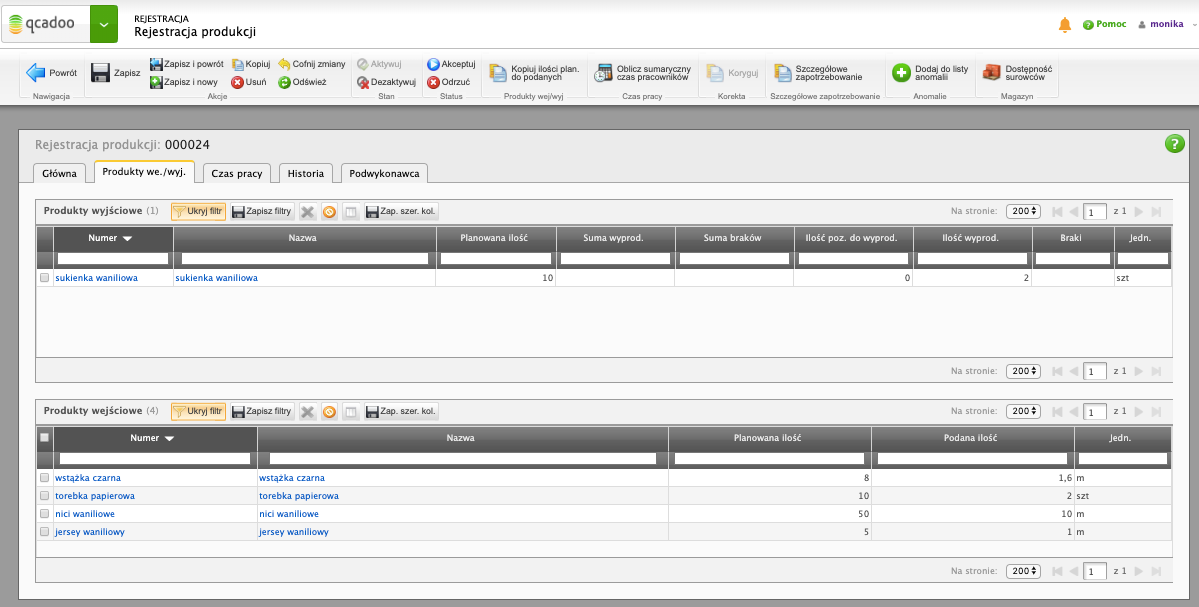 qcadoo
REJESTRACJA
Rejestracja produkcji
Pomoc
monika
Powrót
Nawigacja
Zapisz
Zapisz i powrót
Kopiuj
Cofnij zmiany
Zapisz i nowy
Usuń
Odśwież
Akcje
Aktywuj
Dezaktywuj
Stan
Akceptuj
Odrzuć
Status
Kopiuj ilości plan.
do podanych
Produkty wej/wyj
Oblicz sumaryczny
czas pracowników
Czas pracy
Koryguj
Korekta
Szczegółowe
zapotrzebowanie
Szczegółowe zapotrzebowanie
Dodaj do listy
anomalii
Anomalie
Dostępność
surowców
Magazyn
Rejestracja produkcji: 000024
?
Główna
Produkty we./wyj.
Czas pracy
Historia
Podwykonawca
Produkty wyjściowe (1) Ukryj filtr Zapisz filtry Zap. szer. kol. Na stronie: 200 1 z 1
Numer Nazwa Planowana ilość Suma wyprod. Suma braków Ilość poz. do wyprod. Ilość wyprod. Braki Jedn.
sukienka waniliowa sukienka waniliowa 10 0 2 szt
Na stronie: 200 1 z 1
Produkty wejściowe (4) Ukryj filtr Zapisz filtry Zap. szer. kol. Na stronie: 200 1 z 1
Numer Nazwa Planowana ilość Podana ilość Jedn.
wstążka czarna wstążka czarna 8 1,6 m
torebka papierowa torebka papierowa 10 2 szt
nici waniliowe nici waniliowe 50 10 m
jersey waniliowy jersey waniliowy 5 1 m
Na stronie: 200 1 z 1